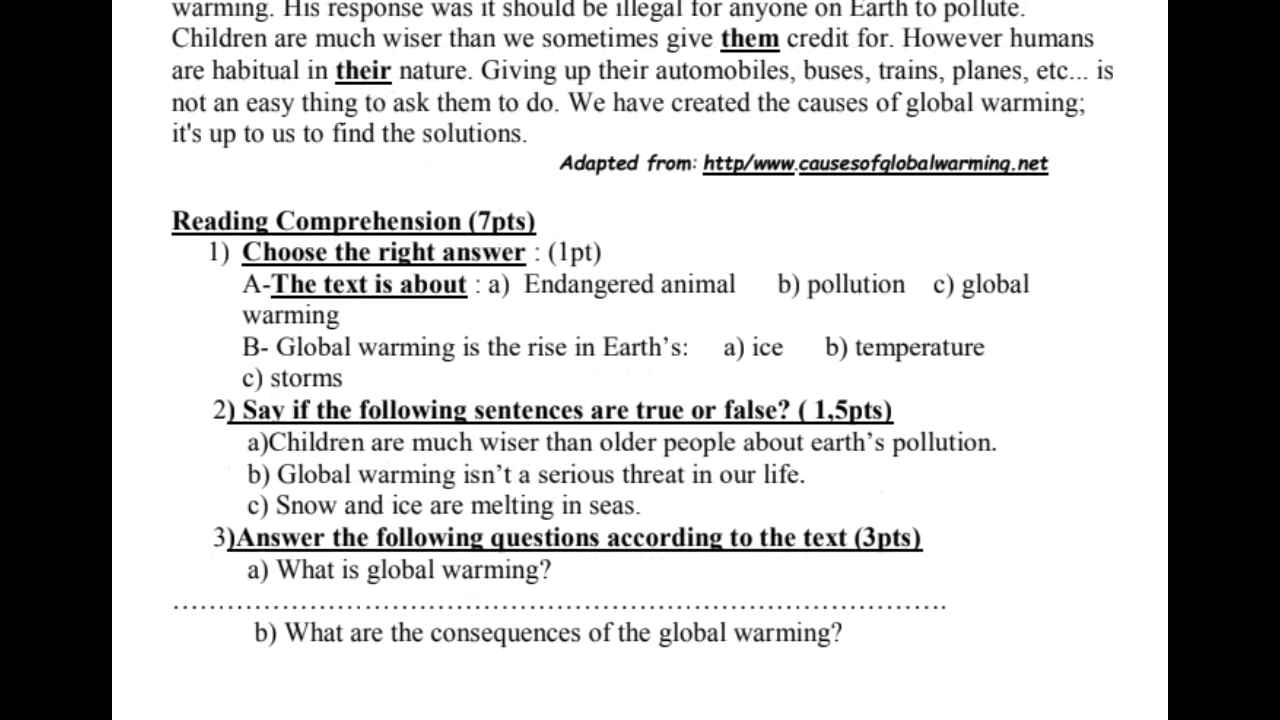 warming. His response was it should be illegal for anyone on Earth to pollute.
Children are much wiser than we sometimes give them credit for. However humans
are habitual in their nature. Giving up their automobiles, buses, trains, planes, etc... is
not an easy thing to ask them to do. We have created the causes of global warming;
it's up to us to find the solutions.
Adapted from: http/www.causesofglobalwarming.net
Reading Comprehension (7pts)
1) Choose the right answer : (1pt)
A-The text is about : a) Endangered animal b) pollution c) global
warming
B- Global warming is the rise in Earth’s: a) ice b) temperature
c) storms
2) Say if the following sentences are true or false? ( 1,5pts)
a)Children are much wiser than older people about earth’s pollution.
b) Global warming isn’t a serious threat in our life.
c) Snow and ice are melting in seas.
3)Answer the following questions according to the text (3pts)
a) What is global warming?
……………………………………………………………………………….
b) What are the consequences of the global warming?